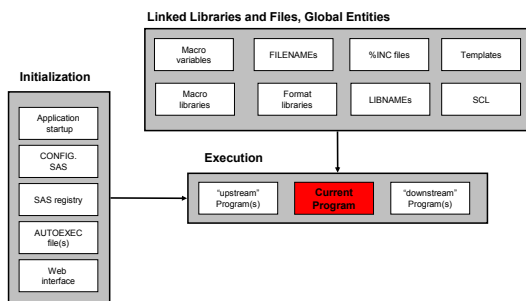 Linked Libraries and Files, Global Entities
Macro
variables
FILENAMEs
%INC files
Templates
Macro
libraries
Format
libraries
LIBNAMEs
SCL
Initialization
Application
startup
CONFIG.
SAS
SAS registry
AUTOEXEC
file(s)
Web
interface
Execution
"upstream"
Program(s)
Current
Program
"downstream"
Program(s)